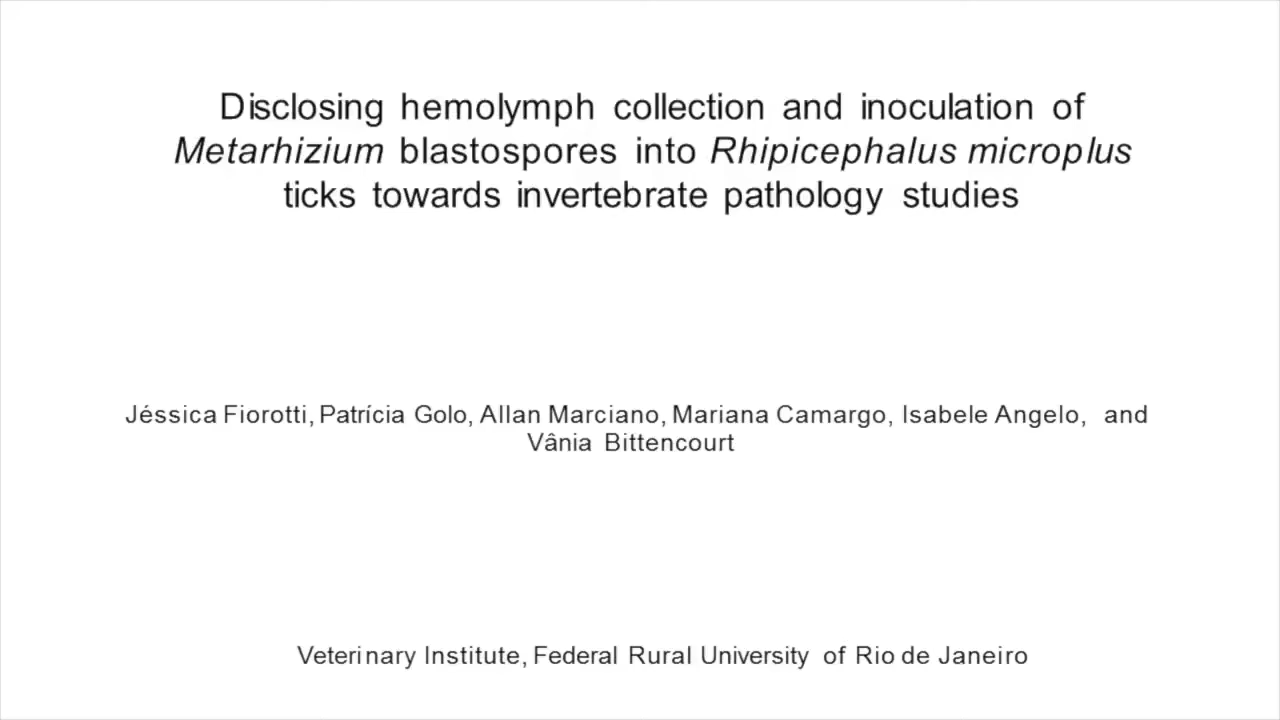 Disclosing hemolymph collection and inoculation of
Metarhizium blastospores into Rhipicephalus microplus
ticks towards invertebrate pathology studies
Jéssica Fiorotti, Patrícia Golo, Allan Marciano, Mariana Camargo, Isabele Angelo, and
Vânia Bittencourt
Veterinary Institute, Federal Rural University of Rio de Janeiro